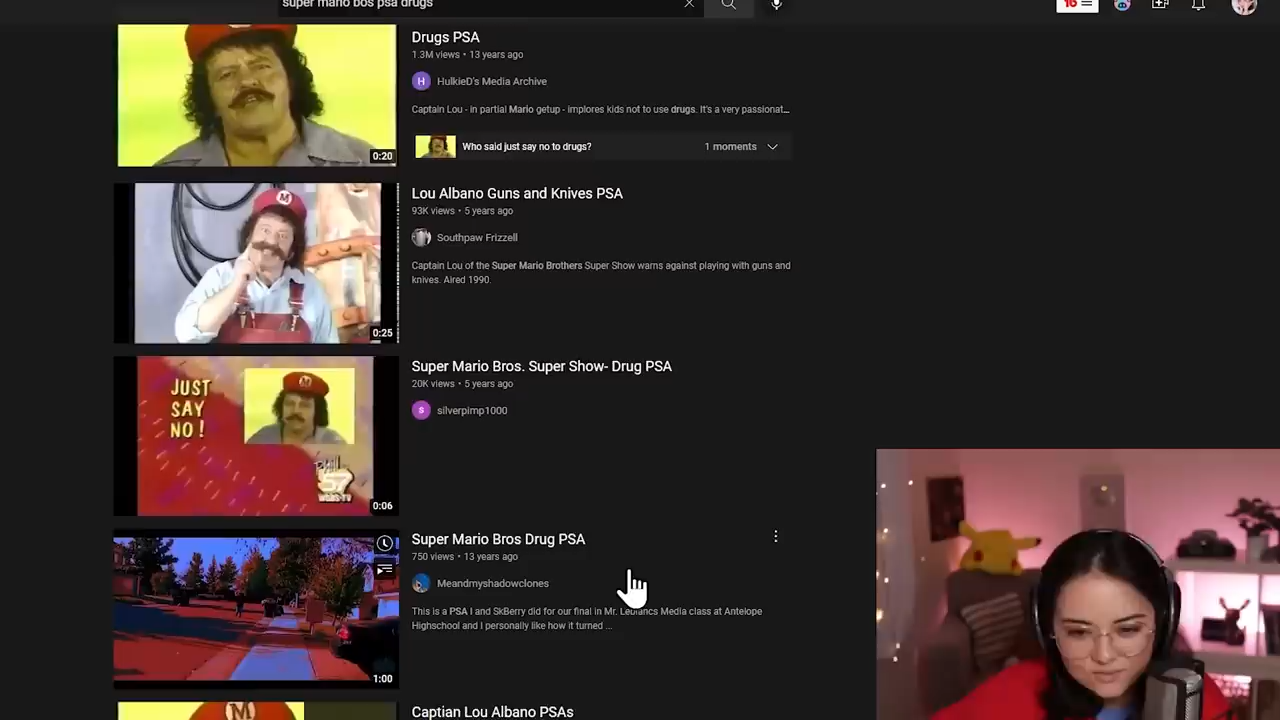 super mario bos psa drugs
16
Drugs PSA
1.3M views • 13 years ago
H HulkieD's Media Archive
Captain Lou - in partial Mario getup - implores kids not to use drugs. It's a very passionat...
0:20
Who said just say no to drugs?
1 moments
M
Lou Albano Guns and Knives PSA
93K views • 5 years ago
Southpaw Frizzell
Captain Lou of the Super Mario Brothers Super Show warns against playing with guns and
knives. Aired 1990.
0:25
JUST
SAY
NO!
M
57
0:06
Super Mario Bros. Super Show- Drug PSA
20K views • 5 years ago
s silverpimp1000
Super Mario Bros Drug PSA
750 views • 13 years ago
Meandmyshadowclones
This is a PSA I and SkBerry did for our final in Mr. Leblancs Media class at Antelope
Highschool and I personally like how it turned ...
1:00
M
Captian Lou Albano PSAs